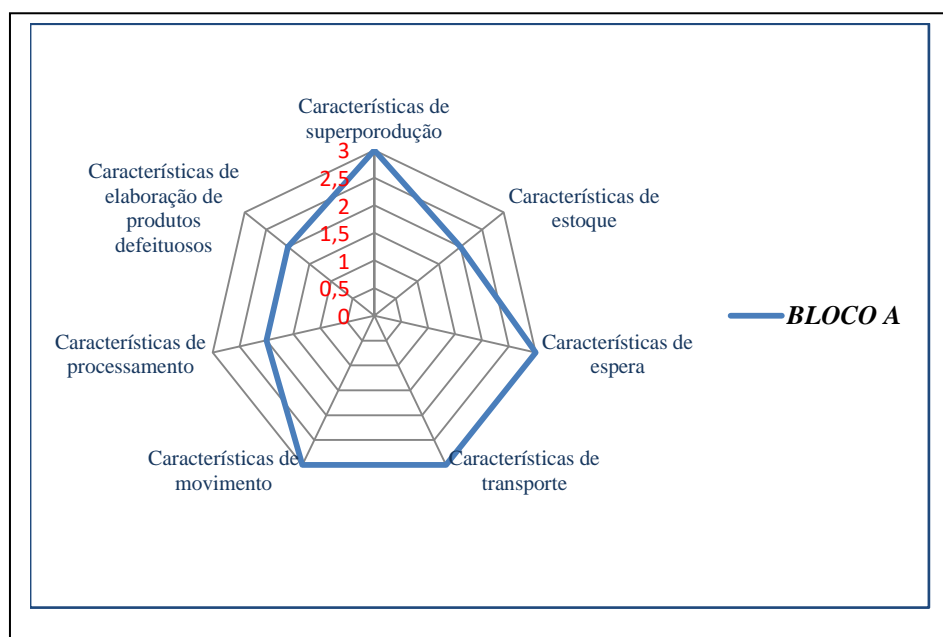 Características de
superporodução
3
2,5
2
1,5
1
0,5
0
Características de
estoque
Características de
espera
Características de
transporte
Características de
movimento
Características de
processamento
Características de
elaboração de
produtos
defeituosos
BLOCO A